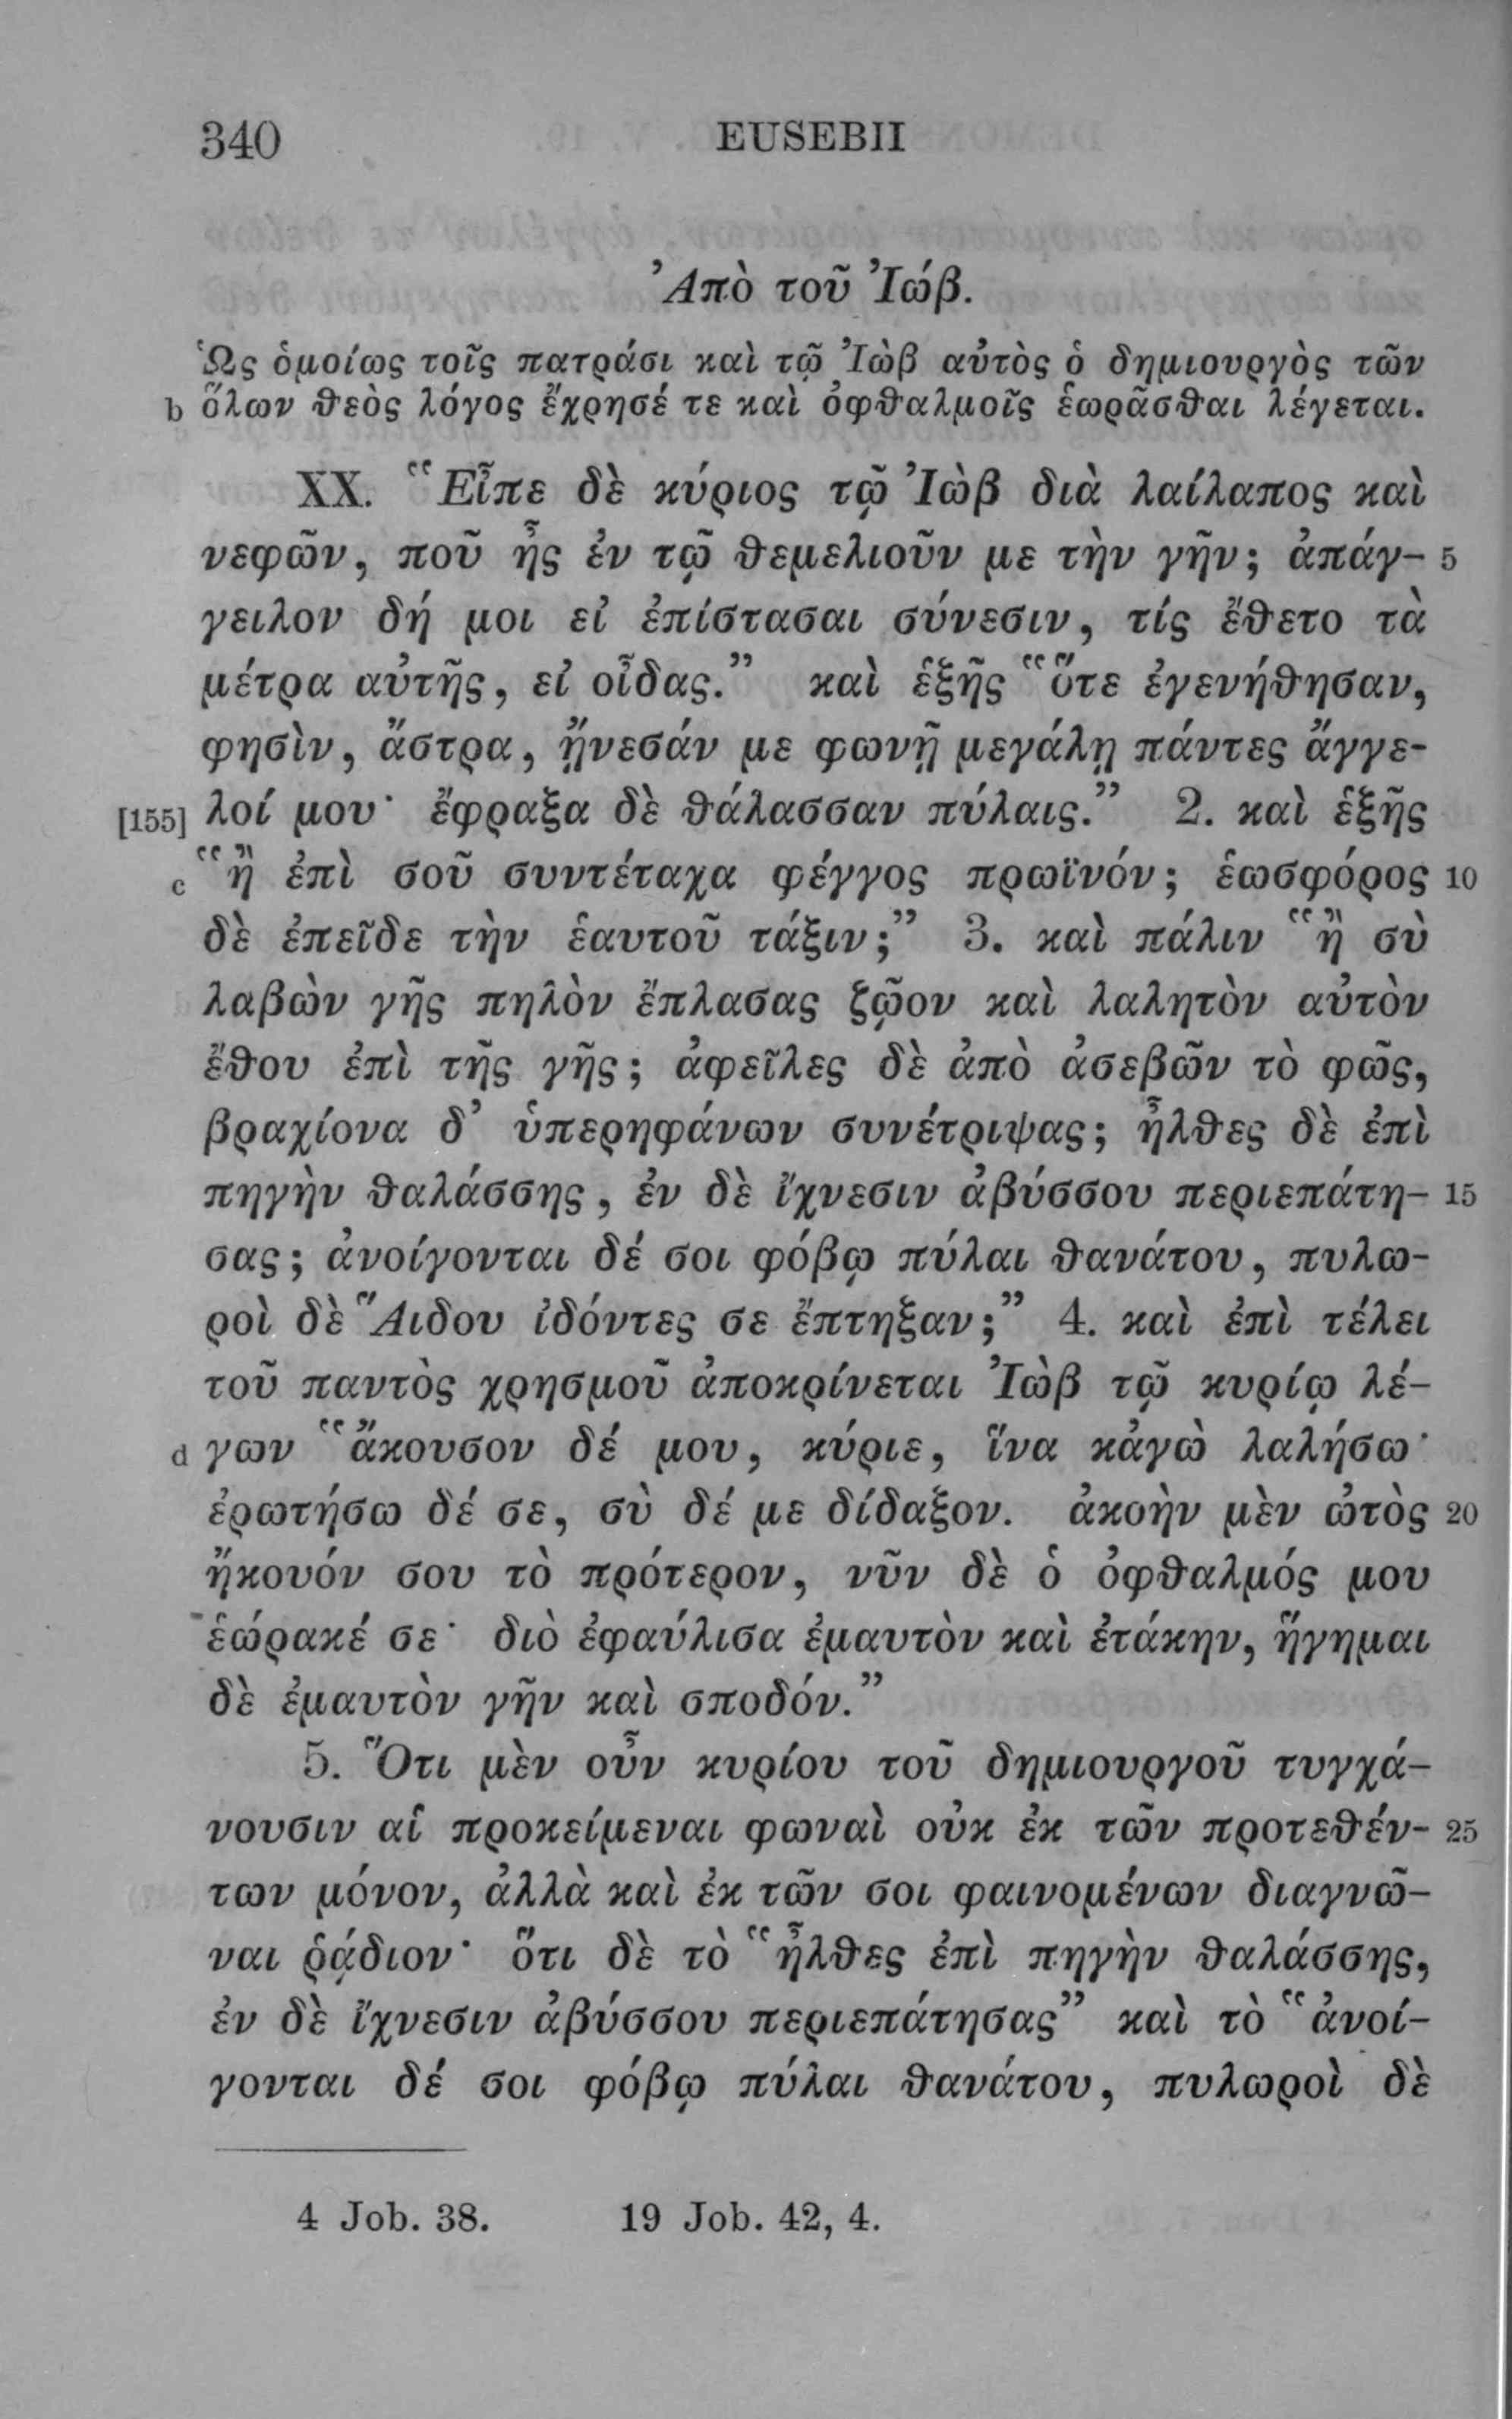 340 EUSEBII
Ἀπὸ τοῦ Ἰώβ.
Ὡς ὁμοίως τοῖς πατράσι καὶ τῷ Ἰὼβ αὐτὸς ὁ δημιουργὸς τῶν
b ὅλων θεὸς λόγος ἔχρησέ τε καὶ ὀφθαλμοῖς ἑωρᾶσθαι λέγεται.
XX. “Εἶπε δὲ κύριος τῷ Ἰὼβ διὰ λαίλαπος καὶ
νεφῶν, ποῦ ἦς ἐν τῷ θεμελιοῦν με τὴν γῆν; ἀπάγ- 5
γειλον δή μοι εἰ ἐπίστασαι σύνεσιν, τίς ἔθετο τὰ
μέτρα αὐτῆς, εἰ οἶδας.” καὶ ἑξῆς “ὅτε ἐγενήθησαν,
φησὶν, ἄστρα, ᾔνεσάν με φωνῇ μεγάλῃ πάντες ἄγγε-
[155] λοί μου· ἔφραξα δὲ θάλασσαν πύλαις.” 2. καὶ ἑξῆς
c “ἢ ἐπὶ σοῦ συντέταχα φέγγος πρωϊνόν; ἑωσφόρος 10
δὲ ἐπεῖδε τὴν ἑαυτοῦ τάξιν;” 3. καὶ πάλιν “ἢ σὺ
λαβὼν γῆς πηλὸν ἔπλασας ζῷον καὶ λαλητὸν αὐτὸν
ἔθου ἐπὶ τῆς γῆς; ἀφεῖλες δὲ ἀπὸ ἀσεβῶν τὸ φῶς,
βραχίονα δ’ ὑπερηφάνων συνέτριψας; ἦλθες δὲ ἐπὶ
πηγὴν θαλάσσης, ἐν δὲ ἴχνεσιν ἀβύσσου περιεπάτη- 15
σας; ἀνοίγονται δέ σοι φόβῳ πύλαι θανάτου, πυλω-
ροὶ δὲ Ἅιδου ἰδόντες σε ἔπτηξαν;” 4. καὶ ἐπὶ τέλει
τοῦ παντὸς χρησμοῦ ἀποκρίνεται Ἰὼβ τῷ κυρίῳ λέ-
d γων “ἄκουσον δέ μου, κύριε, ἵνα κἀγὼ λαλήσω·
ἐρωτήσω δέ σε, σὺ δέ με δίδαξον. ἀκοὴν μὲν ὠτὸς 20
ἤκουόν σου τὸ πρότερον, νῦν δὲ ὁ ὀφθαλμός μου
ἑώρακέ σε· διὸ ἐφαύλισα ἐμαυτὸν καὶ ἐτάκην, ἥγημαι
δὲ ἐμαυτὸν γῆν καὶ σποδόν.”
5. Ὅτι μὲν οὖν κυρίου τοῦ δημιουργοῦ τυγχά-
νουσιν αἱ προκείμεναι φωναὶ οὐκ ἐκ τῶν προτεθέν- 25
των μόνον, ἀλλὰ καὶ ἐκ τῶν σοι φαινομένων διαγνῶ-
ναι ῥᾴδιον· ὅτι δὲ τὸ “ἦλθες ἐπὶ πηγὴν θαλάσσης,
ἐν δὲ ἴχνεσιν ἀβύσσου περιεπάτησας” καὶ τὸ “ἀνοί-
γονται δέ σοι φόβῳ πύλαι θανάτου, πυλωροὶ δὲ
4 Job. 38. 19 Job. 42, 4.